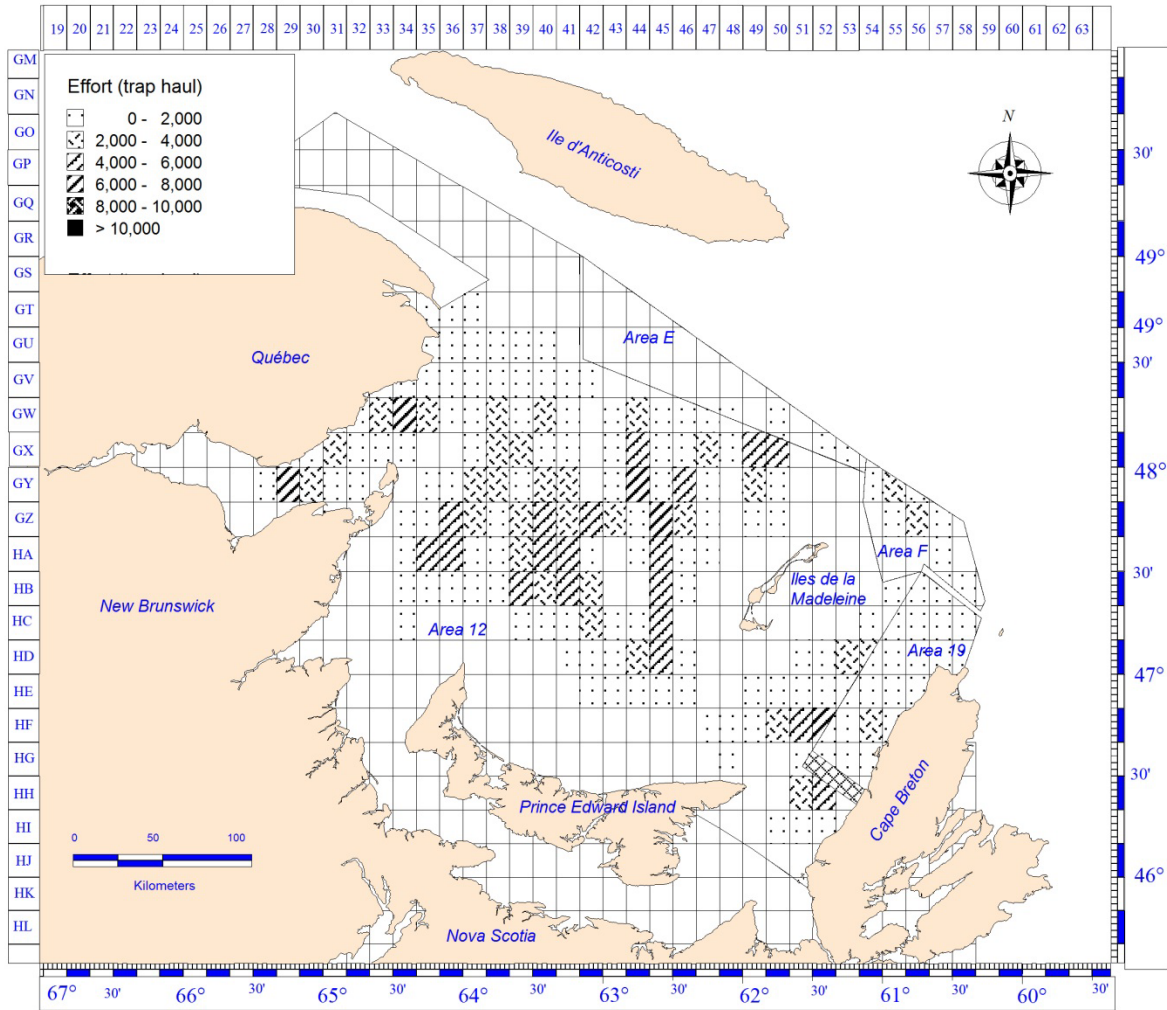 19 20 21 22 23 24 25 26 27 28 29 30 31 32 33 34 35 36 37 38 39 40 41 42 43 44 45 46 47 48 49 50 51 52 53 54 55 56 57 58 59 60 61 62 63
GM
GN
GO
GP
GQ
GR
GS
GT
GU
GV
GW
GX
GY
GZ
HA
HB
HC
HD
HE
HF
HG
HH
HI
HJ
HK
HL
Effort (trap haul)
0 - 2,000
2,000 - 4,000
4,000 - 6,000
6,000 - 8,000
8,000 - 10,000
> 10,000
Ile d'Anticosti
N
Québec
Area E
New Brunswick
Area 12
Iles de la
Madeleine
Area F
Area 19
Prince Edward Island
Cape Breton
Nova Scotia
0 50 100
Kilometers
30'
49°
49°
30'
48°
30'
47°
30'
46°
67° 30' 66° 30' 65° 30' 64° 30' 63° 30' 62° 30' 61° 30' 60° 30'